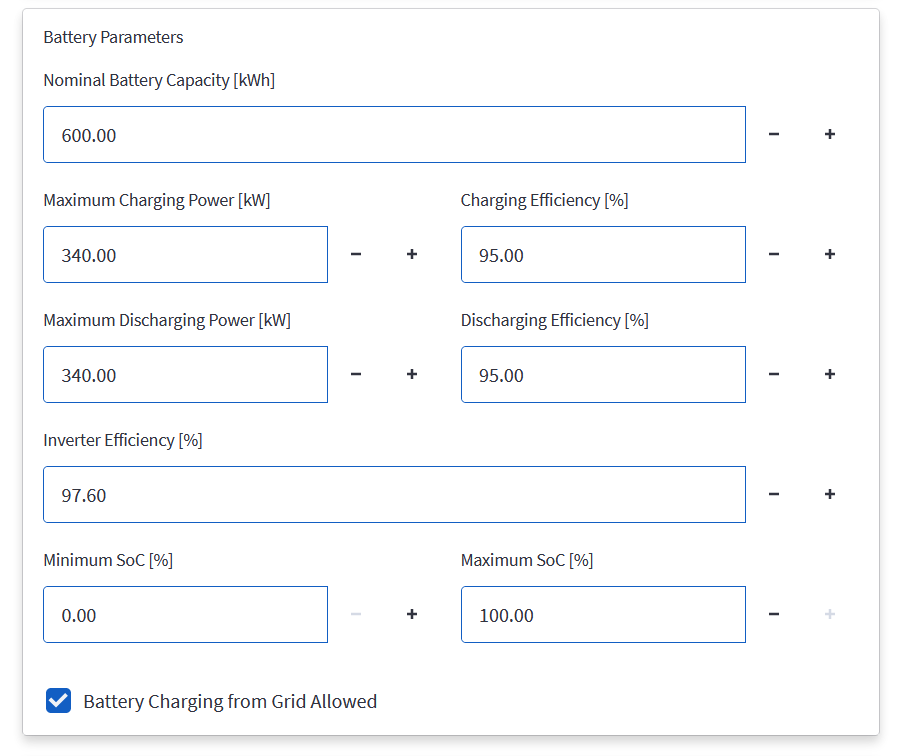 Battery Parameters
Nominal Battery Capacity [kWh]
600.00
Maximum Charging Power [kW]
Charging Efficiency [%]
340.00
95.00
Maximum Discharging Power [kW]
Discharging Efficiency [%]
340.00
95.00
Inverter Efficiency [%]
97.60
Minimum SoC [%]
Maximum SoC [%]
0.00
100.00
Battery Charging from Grid Allowed